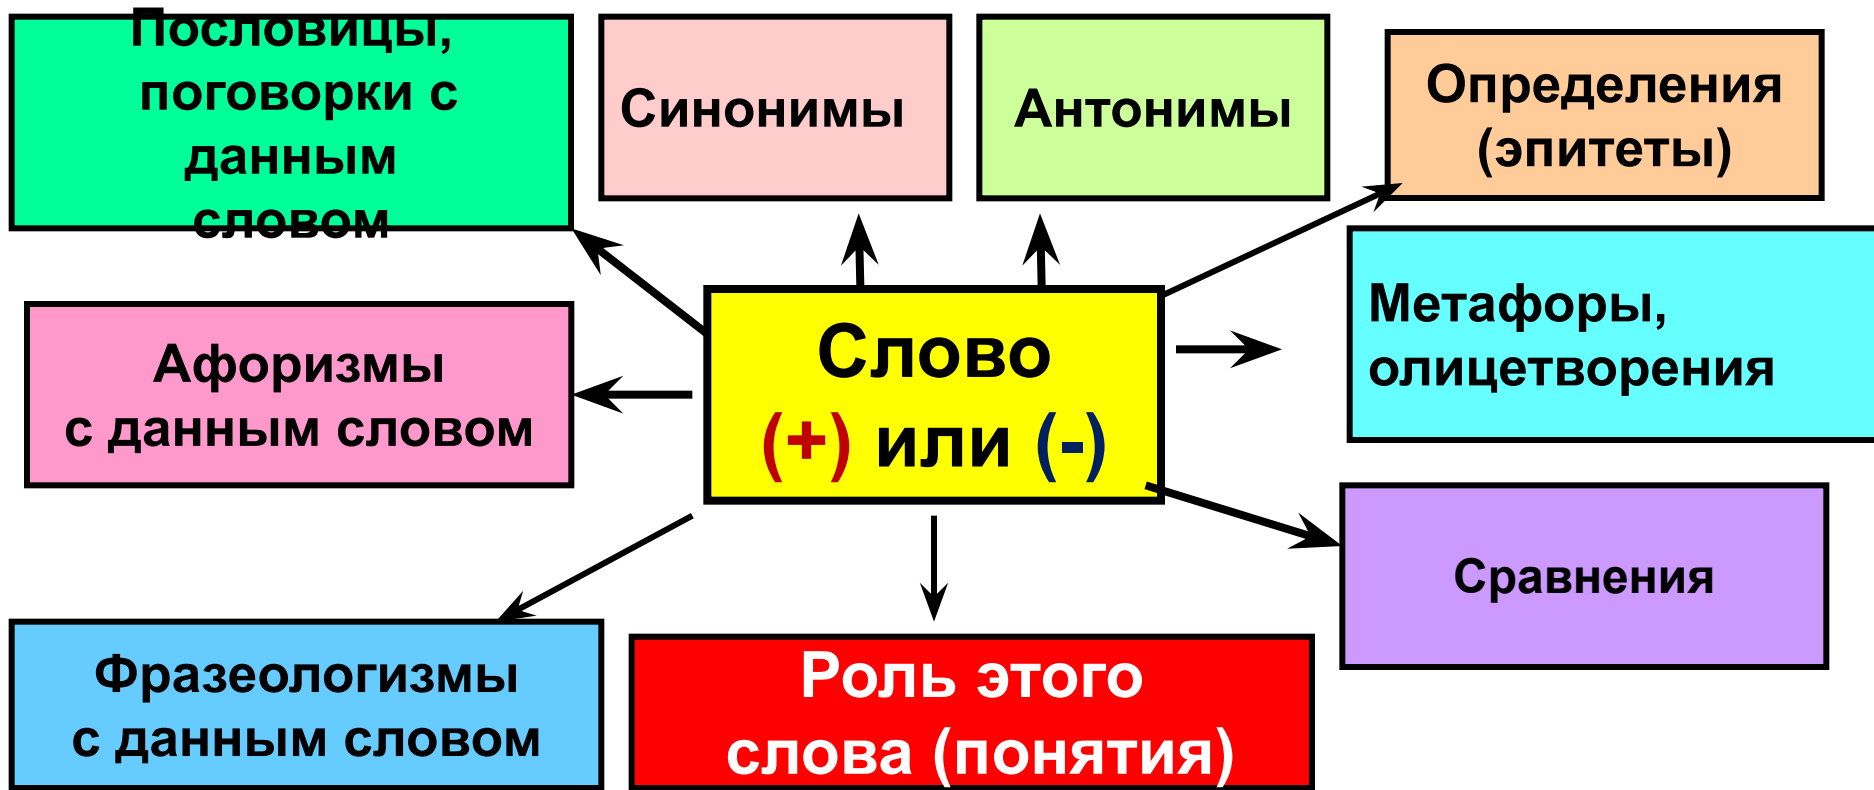 Пословицы,
поговорки с
данным
словом
Синонимы
Антонимы
Определения
(эпитеты)
Метафоры,
олицетворения
Слово
(+) или (-)
Афоризмы
с данным словом
Сравнения
Фразеологизмы
с данным словом
Роль этого
слова (понятия)